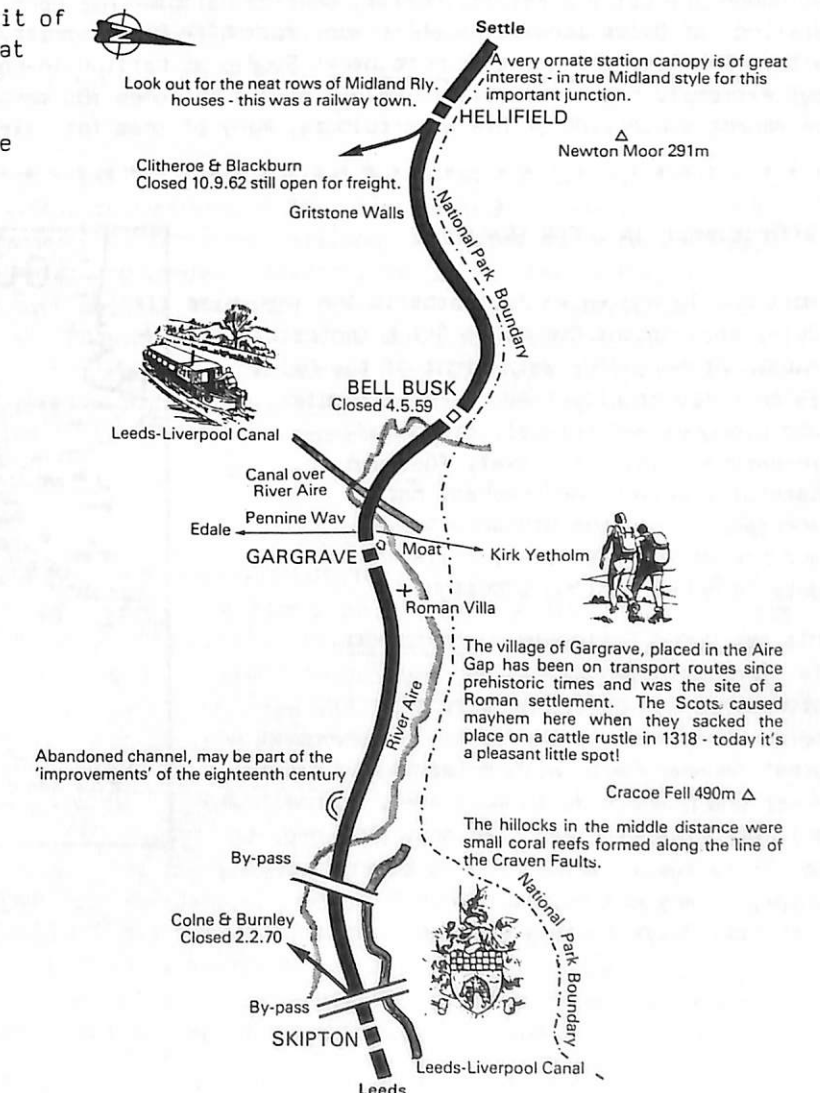 it of
at
e
N
Settle
Look out for the neat rows of Midland Rly.
houses - this was a railway town.
A very ornate station canopy is of great
interest - in true Midland style for this
important junction.
HELLIFIELD
Newton Moor 291m
Clitheroe & Blackburn
Closed 10.9.62 still open for freight.
Gritstone Walls
National Park Boundary
BELL BUSK
Closed 4.5.59
Leeds-Liverpool Canal
Canal over
River Aire
Pennine Way
Edale
GARGRAVE
Moat
Kirk Yetholm
Roman Villa
River Aire
The village of Gargrave, placed in the Aire
Gap has been on transport routes since
prehistoric times and was the site of a
Roman settlement. The Scots caused
mayhem here when they sacked the
place on a cattle rustle in 1318 - today it's
a pleasant little spot!
Abandoned channel, may be part of the
'improvements' of the eighteenth century
Cracoe Fell 490m
The hillocks in the middle distance were
small coral reefs formed along the line of
the Craven Faults.
By-pass
National Park Boundary
Colne & Burnley
Closed 2.2.70
By-pass
SKIPTON
Leeds-Liverpool Canal
Leeds